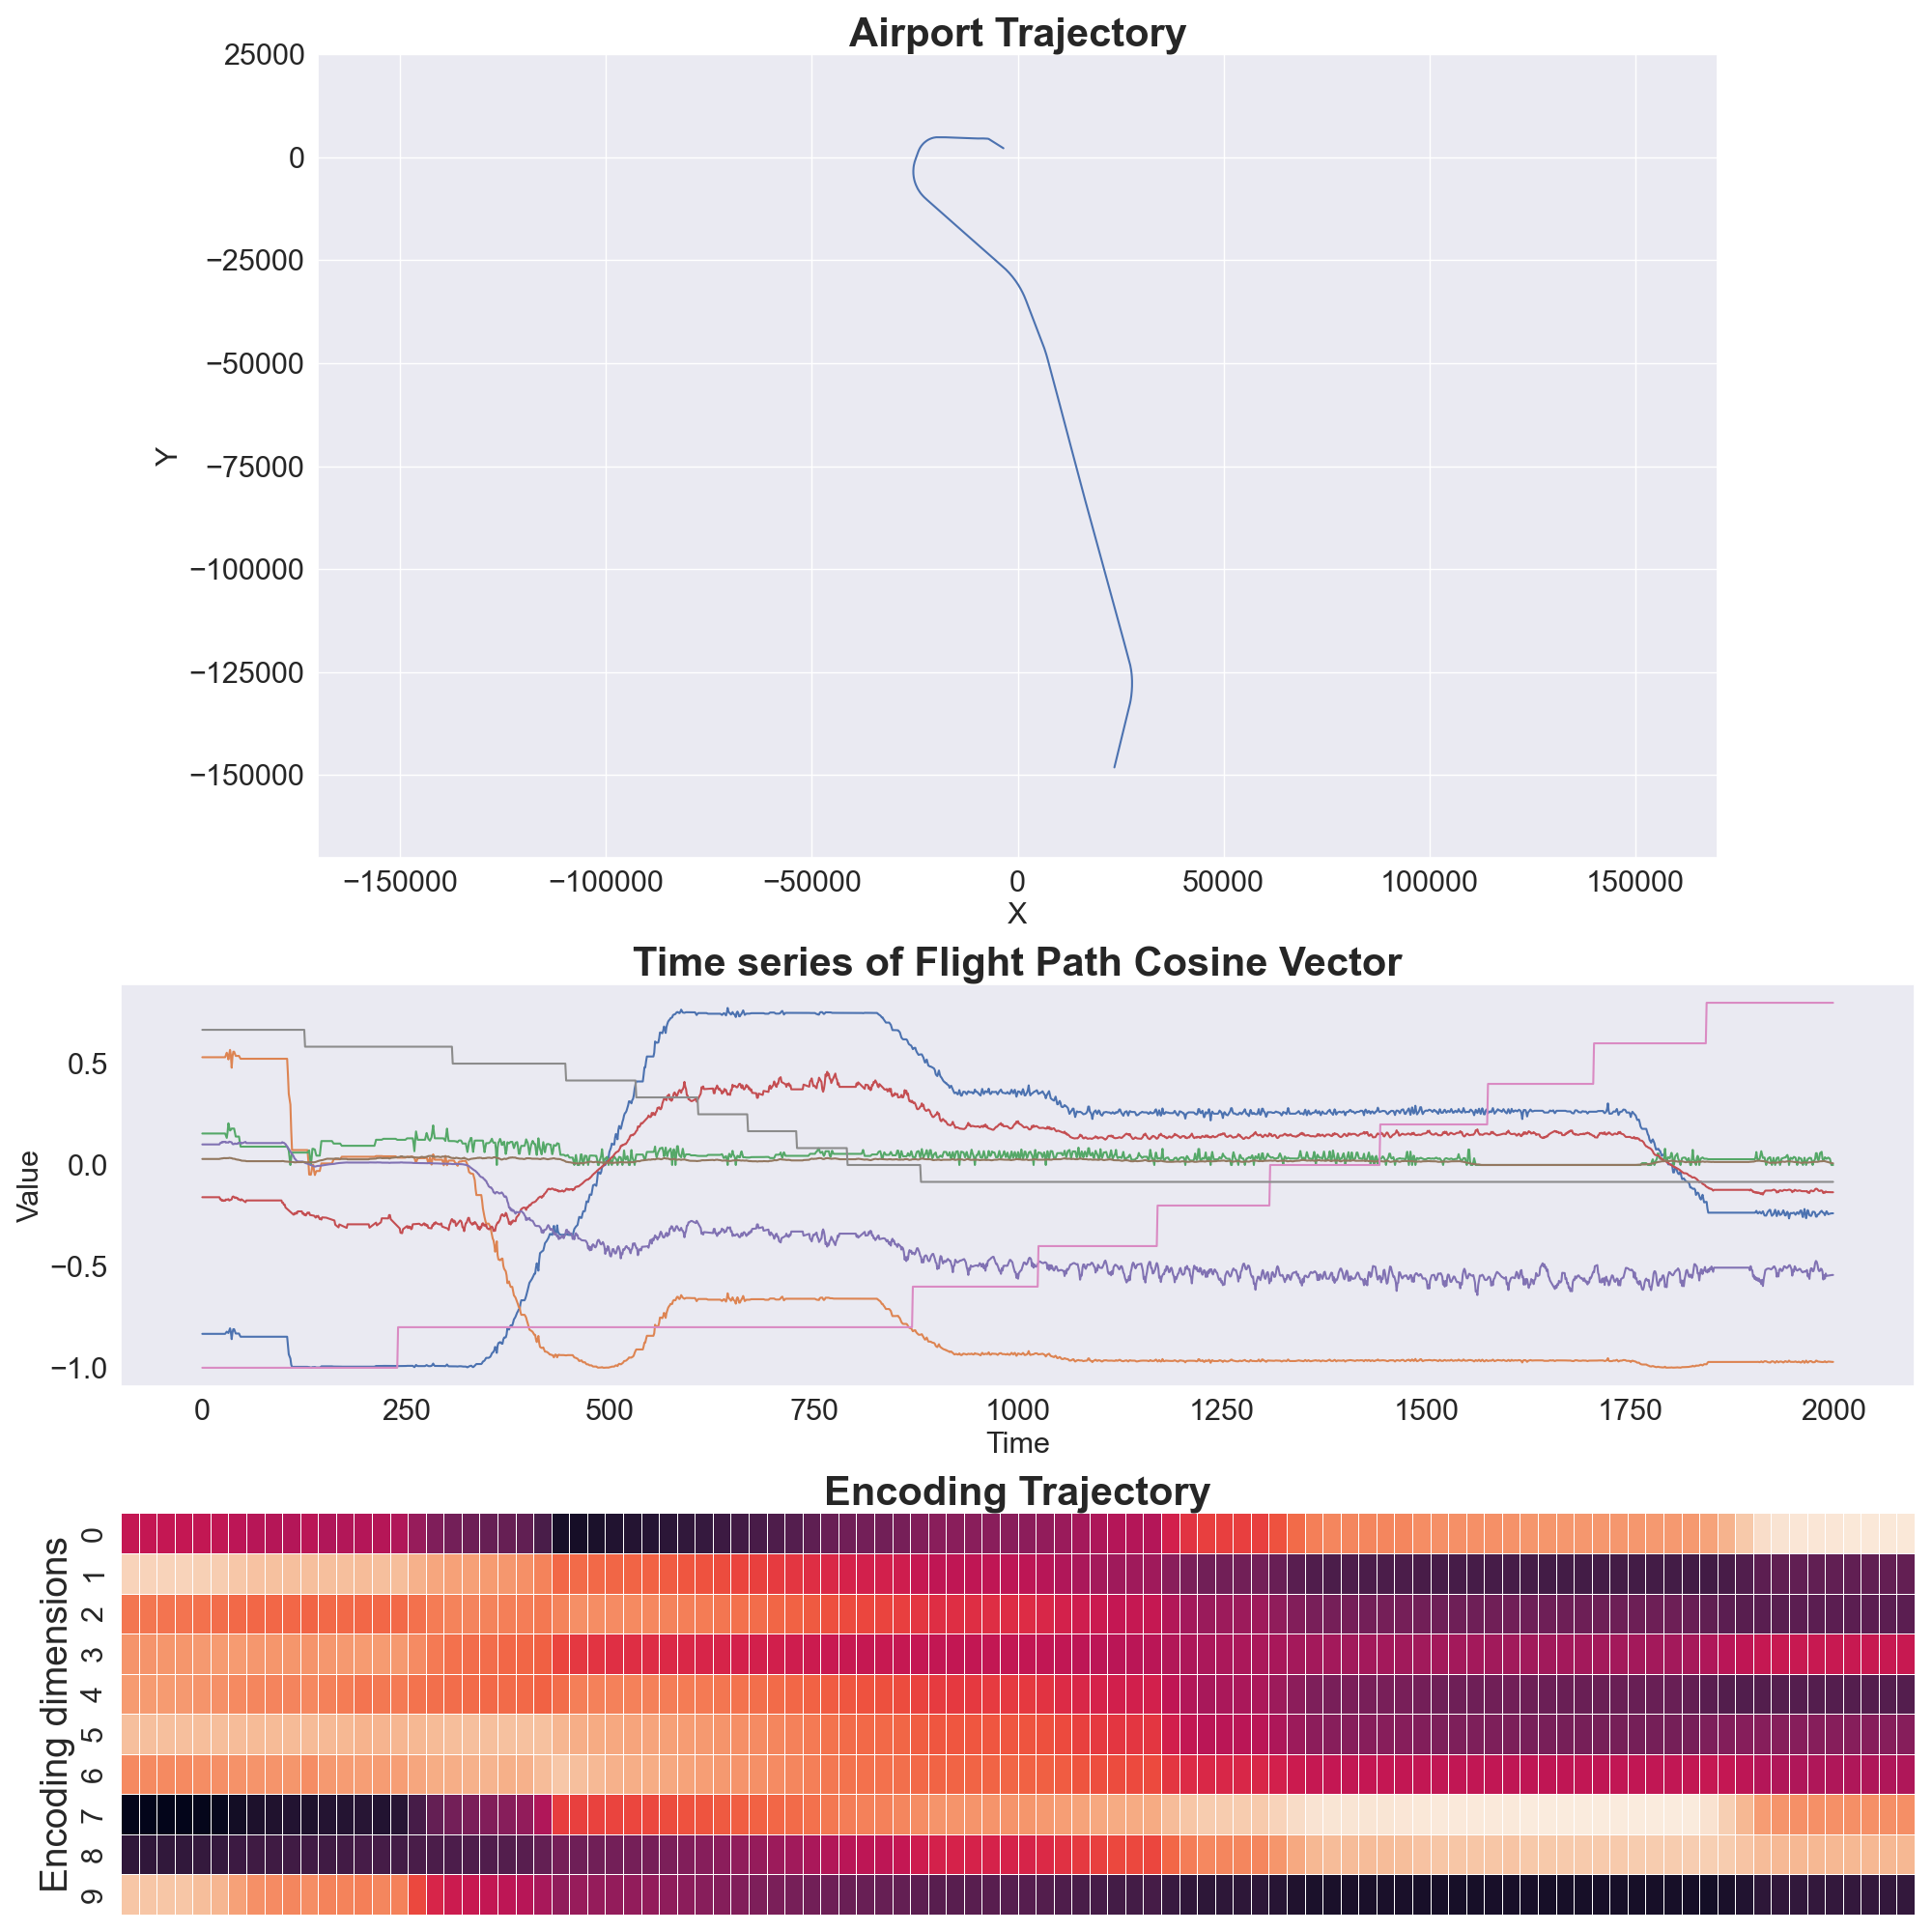 Airport Trajectory
25000
0
−25000
−50000
−75000
−100000
−125000
−150000
Y
−150000 −100000 −50000 0 50000 100000 150000
X
Time series of Flight Path Cosine Vector
0.5
0.0
−0.5
−1.0
Value
0 250 500 750 1000 1250 1500 1750 2000
Time
Encoding Trajectory
Encoding dimensions
0
1
2
3
4
5
6
7
8
9